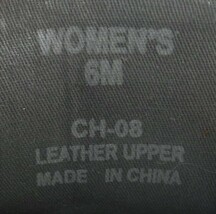 WOMEN'S
6M
CH-08
LEATHER UPPER
MADE IN CHINA